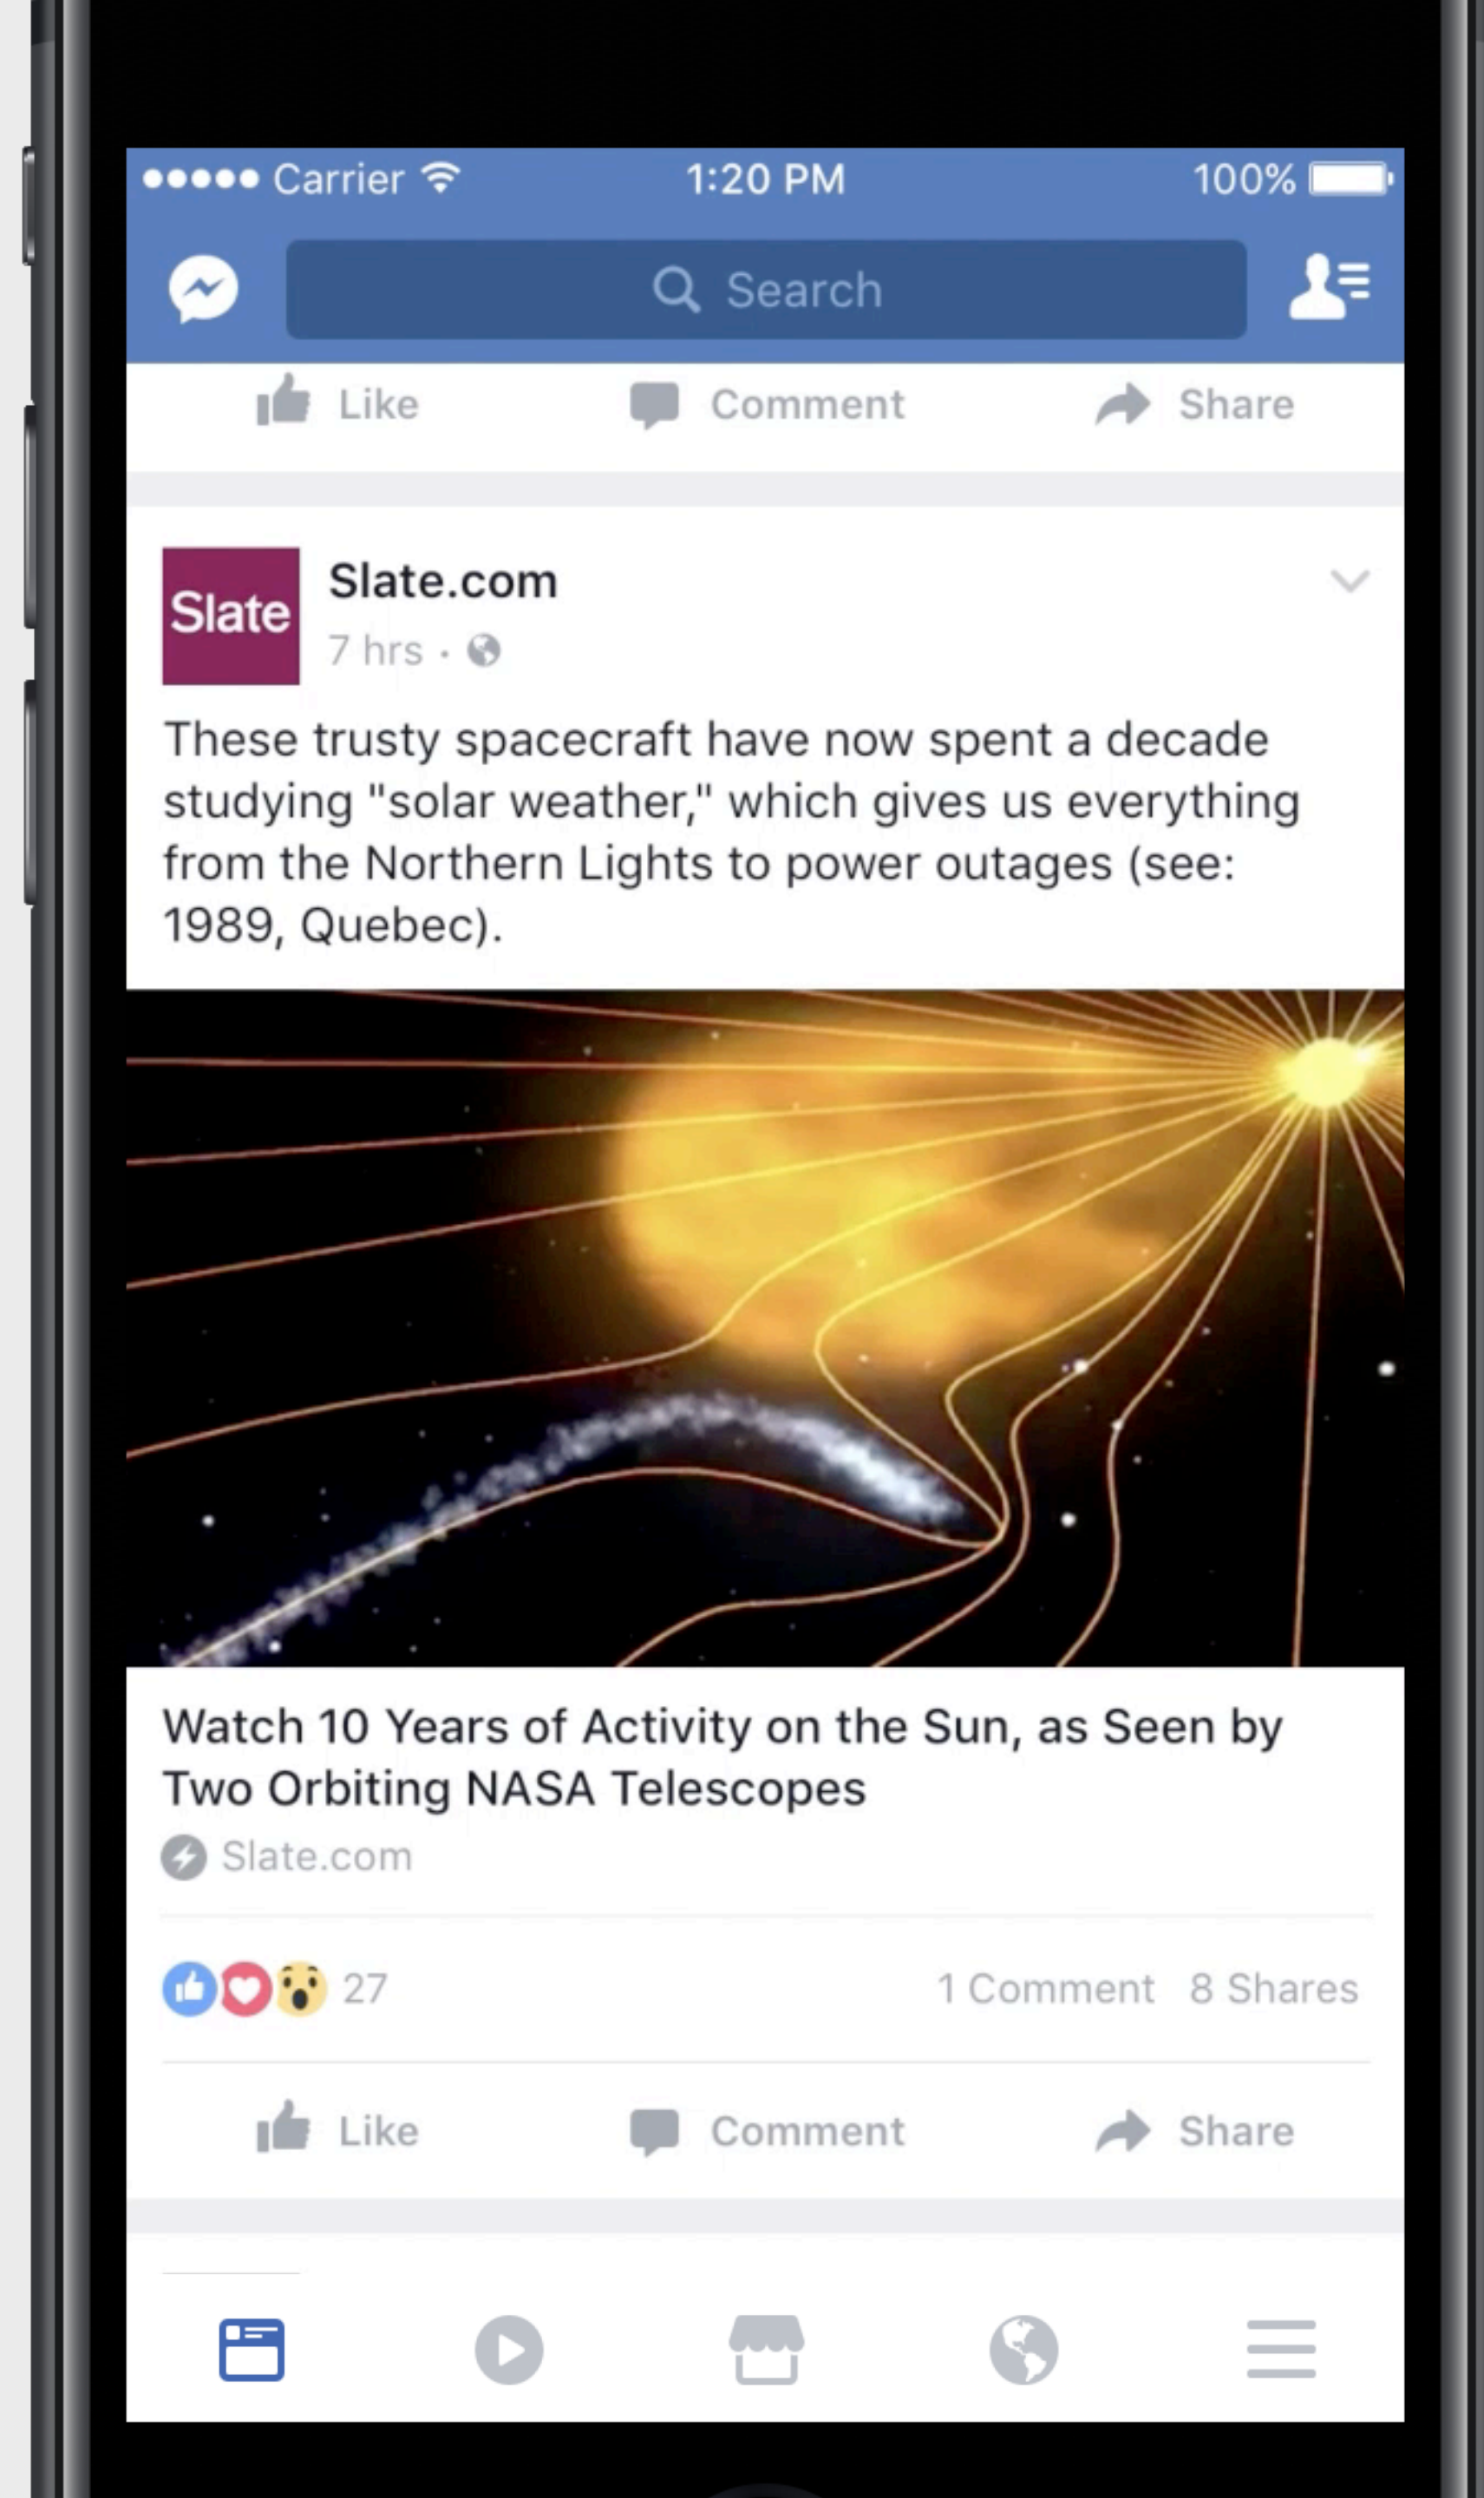 Carrier 1:20 PM 100%
Search
Like Comment Share
Slate
Slate.com
7 hrs ·
These trusty spacecraft have now spent a decade
studying "solar weather," which gives us everything
from the Northern Lights to power outages (see:
1989, Quebec).
Watch 10 Years of Activity on the Sun, as Seen by
Two Orbiting NASA Telescopes
Slate.com
27 1 Comment 8 Shares
Like Comment Share